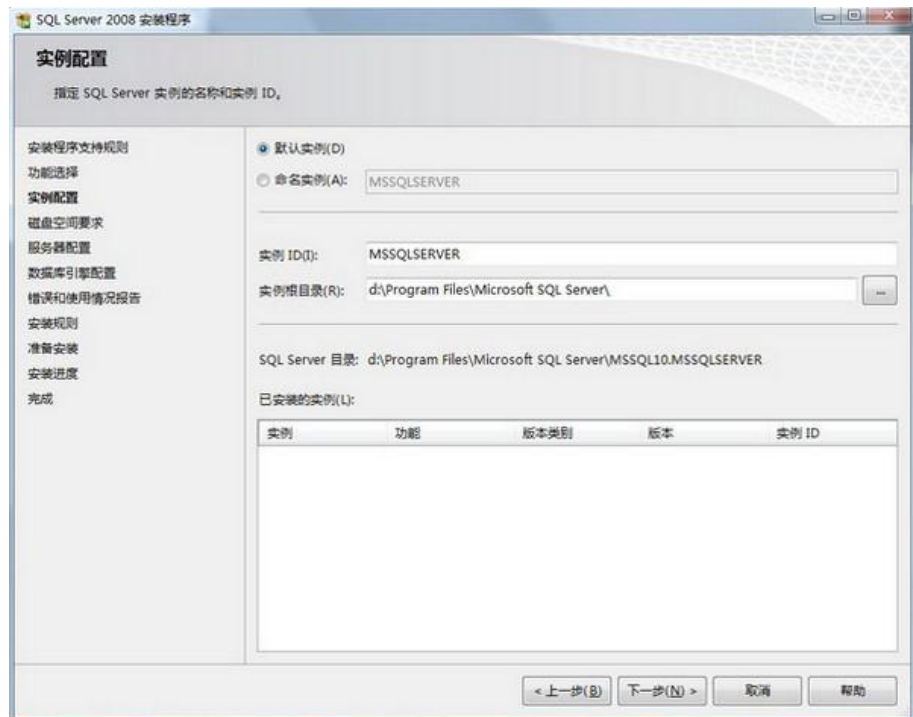 SQL Server 2008 安装程序
实例配置
指定 SQL Server 实例的名称和实例 ID。
安装程序支持规则
功能选择
实例配置
磁盘空间要求
服务器配置
数据库引擎配置
错误和使用情况报告
安装规则
准备安装
安装进度
完成
默认实例(D)
命名实例(A): MSSQLSERVER
实例 ID(I): MSSQLSERVER
实例根目录(R): d:\Program Files\Microsoft SQL Server\ ...
SQL Server 目录: d:\Program Files\Microsoft SQL Server\MSSQL10.MSSQLSERVER
已安装的实例(L):
实例 功能 版本类别 版本 实例 ID
< 上一步(B) 下一步(N) > 取消 帮助